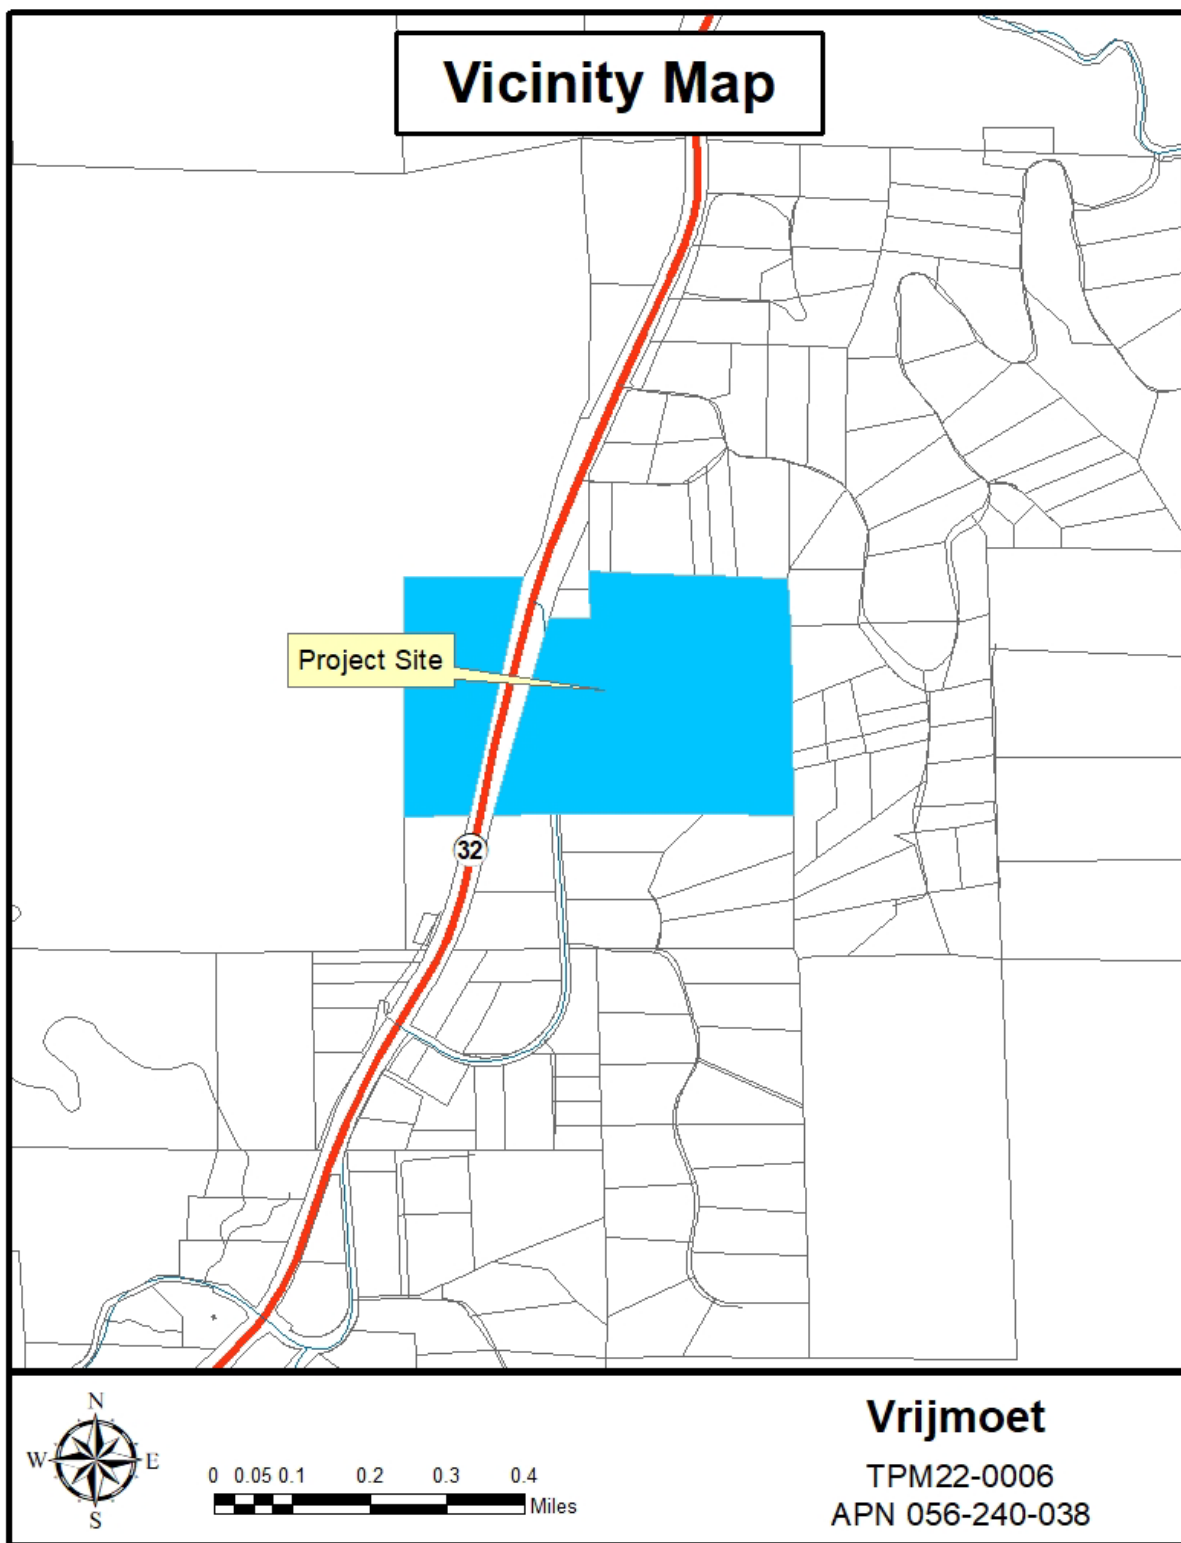 Vicinity Map
Project Site
32
N
W E
S
0 0.05 0.1 0.2 0.3 0.4
Miles
Vrijmoet
TPM22-0006
APN 056-240-038